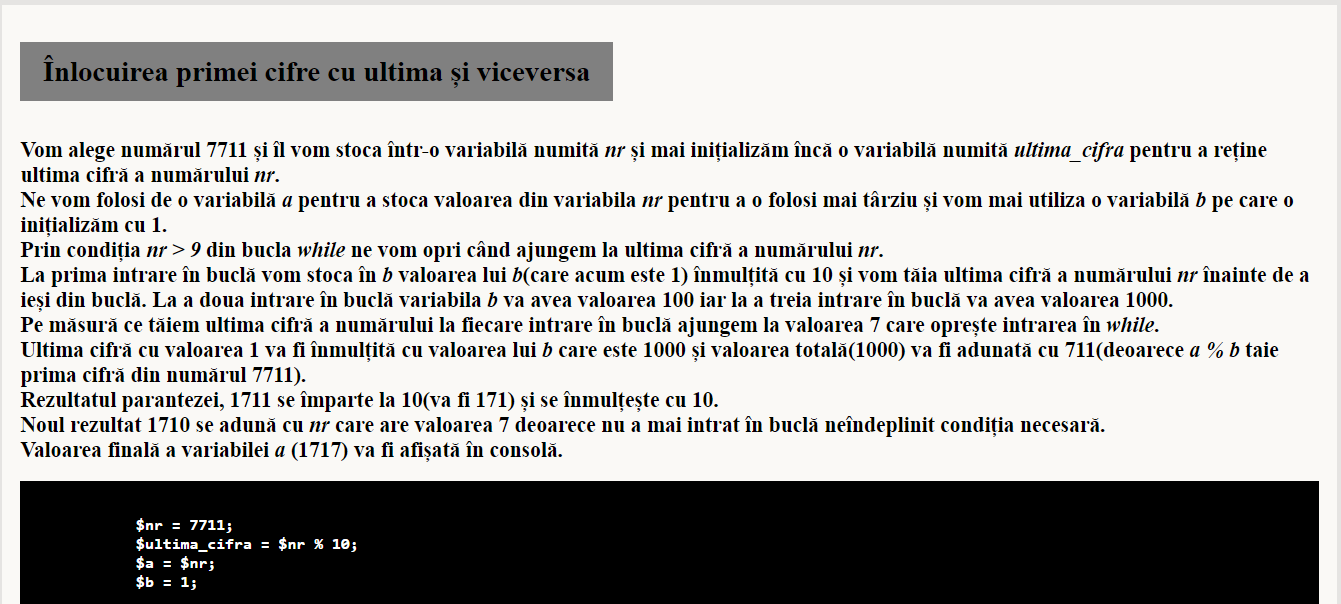 Înlocuirea primei cifre cu ultima și viceversa
Vom alege numărul 7711 și îl vom stoca într-o variabilă numită nr și mai inițializăm încă o variabilă numită ultima_cifra pentru a reține
ultima cifră a numărului nr.
Ne vom folosi de o variabilă a pentru a stoca valoarea din variabila nr pentru a o folosi mai târziu și vom mai utiliza o variabilă b pe care o
inițializăm cu 1.
Prin condiția nr > 9 din bucla while ne vom opri când ajungem la ultima cifră a numărului nr.
La prima intrare în buclă vom stoca în b valoarea lui b(care acum este 1) înmulțită cu 10 și vom tăia ultima cifră a numărului nr înainte de a
ieși din buclă. La a doua intrare în buclă variabila b va avea valoarea 100 iar la a treia intrare în buclă va avea valoarea 1000.
Pe măsură ce tăiem ultima cifră a numărului la fiecare intrare în buclă ajungem la valoarea 7 care oprește intrarea în while.
Ultima cifră cu valoarea 1 va fi înmulțită cu valoarea lui b care este 1000 și valoarea totală(1000) va fi adunată cu 711(deoarece a % b taie
prima cifră din numărul 7711).
Rezultatul parantezei, 1711 se împarte la 10(va fi 171) și se înmulțește cu 10.
Noul rezultat 1710 se adună cu nr care are valoarea 7 deoarece nu a mai intrat în buclă neîndeplinit condiția necesară.
Valoarea finală a variabilei a (1717) va fi afișată în consolă.
$nr = 7711;
$ultima_cifra = $nr % 10;
$a = $nr;
$b = 1;